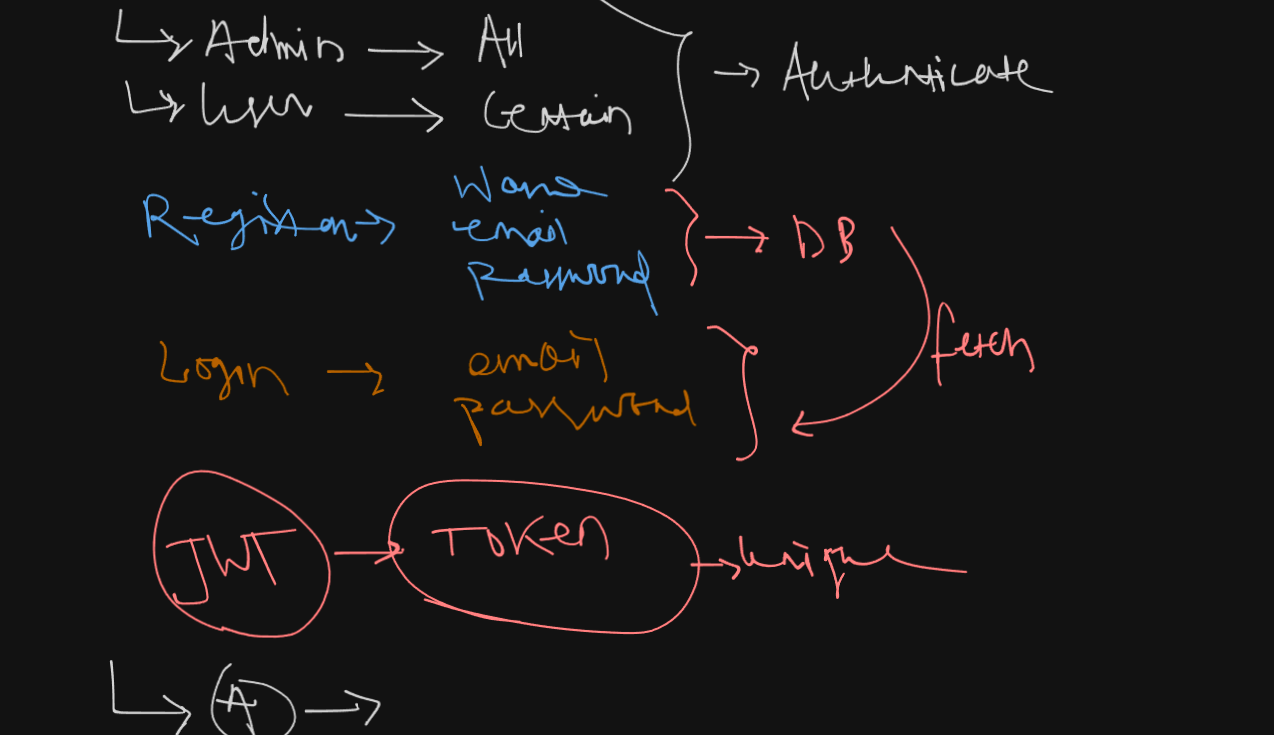 ↳ Admin → All
↳ User → Certain
→ Authenticate
Register → Name
email
password
→ DB
fetch
Login → email
password
JWT → TOKEN → Unique
↳ A →